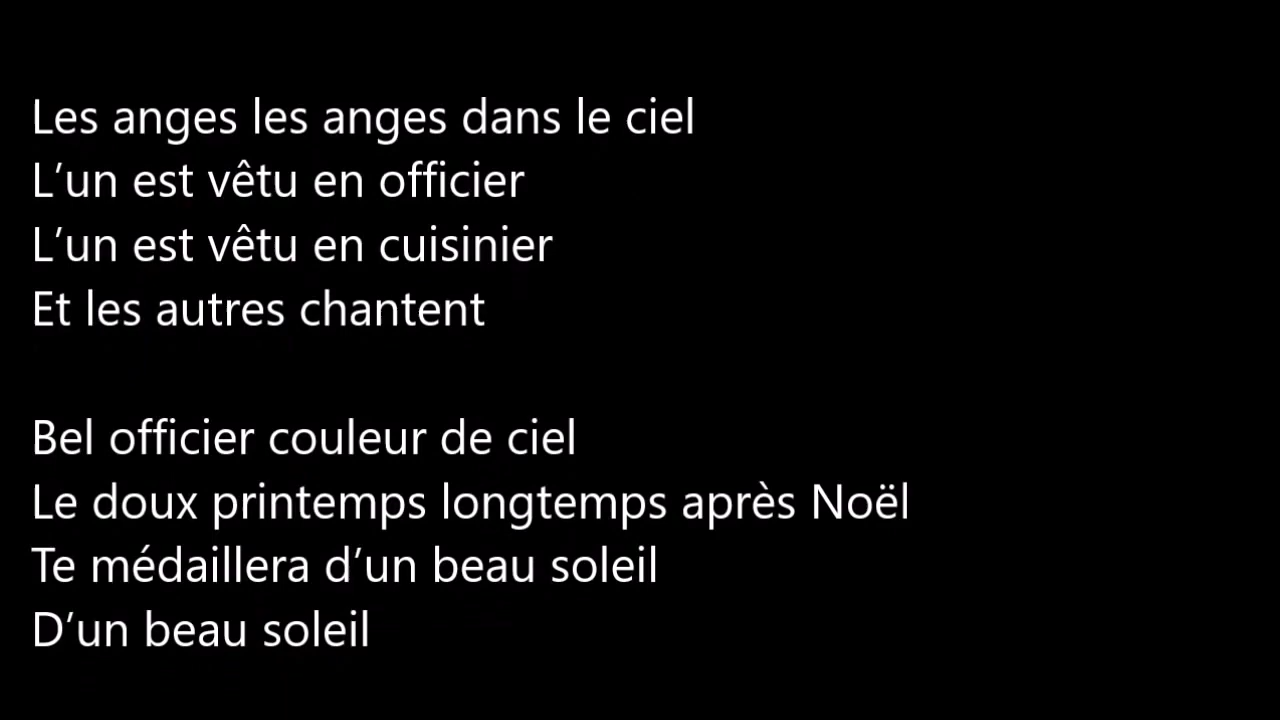 Les anges les anges dans le ciel
L’un est vêtu en officier
L’un est vêtu en cuisinier
Et les autres chantent
Bel officier couleur de ciel
Le doux printemps longtemps après Noël
Te médaillera d’un beau soleil
D’un beau soleil